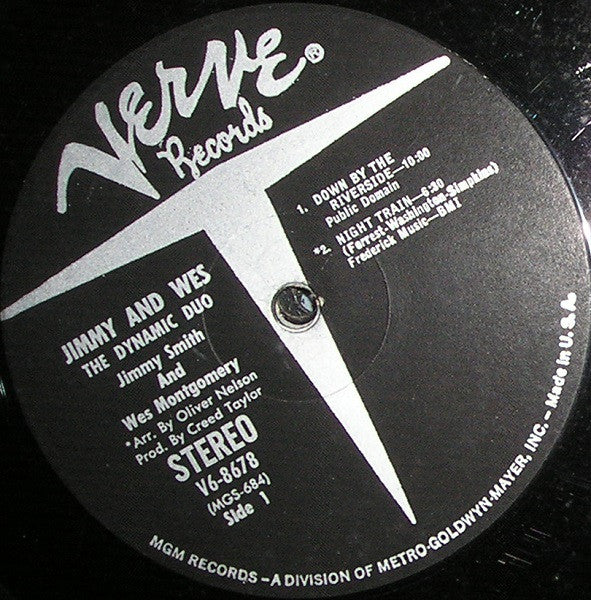 VERVE®
Records
1. DOWN BY THE
RIVERSIDE—10:00
Public Domain
*2. NIGHT TRAIN—6:30
(Forrest-Washington-Simpkins)
Frederick Music—BMI
JIMMY AND WES
THE DYNAMIC DUO
Jimmy Smith
And
Wes Montgomery
*Arr. By Oliver Nelson
Prod. By Creed Taylor
STEREO
V6-8678
(MGS-684)
Side 1
MGM RECORDS – A DIVISION OF METRO-GOLDWYN-MAYER, INC. – Made in U. S. A.